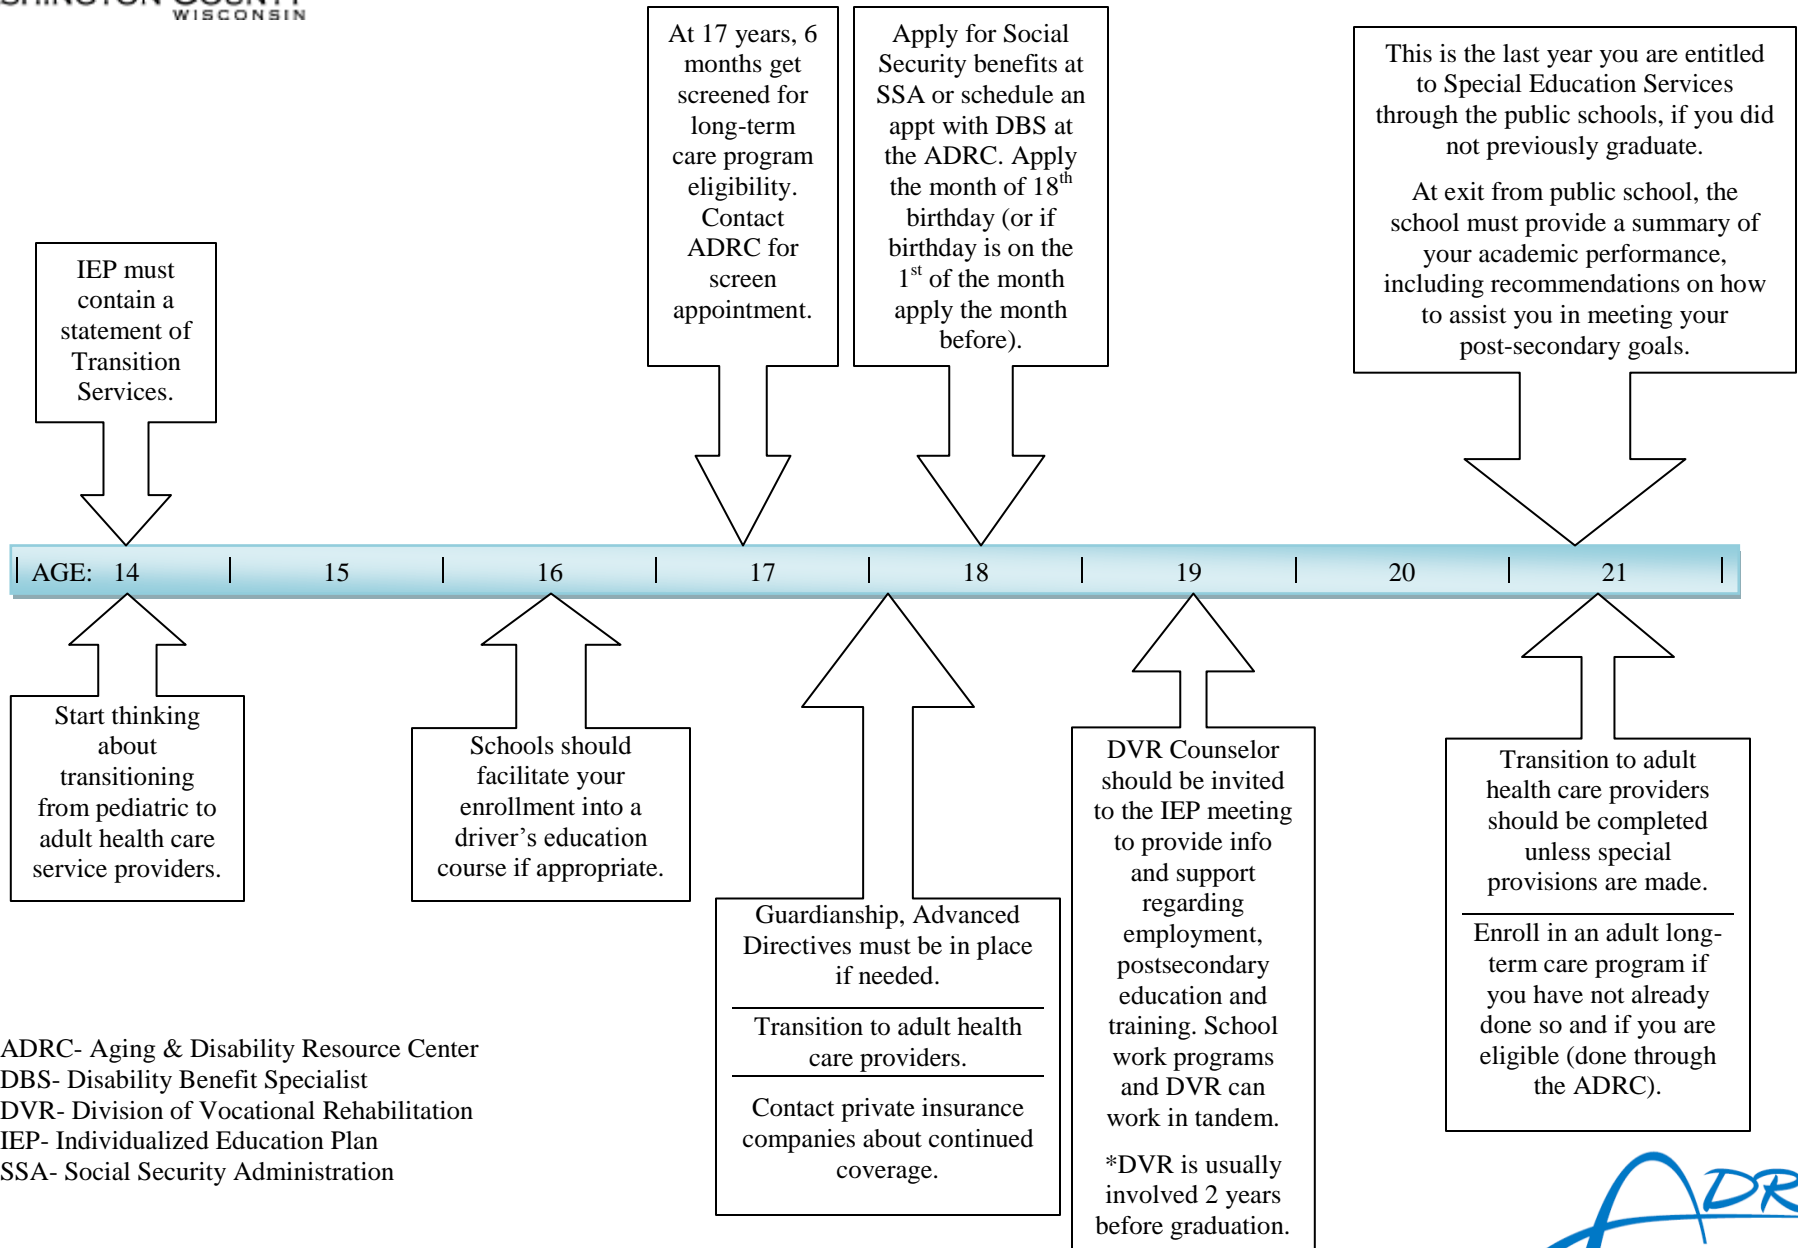 WISCONSIN
At 17 years, 6
months get
screened for
long-term
care program
eligibility.
Contact
ADRC for
screen
appointment.
Apply for Social
Security benefits at
SSA or schedule an
appt with DBS at
the ADRC. Apply
the month of 18th
birthday (or if
birthday is on the
1st of the month
apply the month
before).
This is the last year you are entitled
to Special Education Services
through the public schools, if you did
not previously graduate.
At exit from public school, the
school must provide a summary of
your academic performance,
including recommendations on how
to assist you in meeting your
post-secondary goals.
IEP must
contain a
statement of
Transition
Services.
AGE: 14 15 16 17 18 19 20 21
Start thinking
about
transitioning
from pediatric to
adult health care
service providers.
Schools should
facilitate your
enrollment into a
driver’s education
course if appropriate.
Guardianship, Advanced
Directives must be in place
if needed.
Transition to adult health
care providers.
Contact private insurance
companies about continued
coverage.
DVR Counselor
should be invited
to the IEP meeting
to provide info
and support
regarding
employment,
postsecondary
education and
training. School
work programs
and DVR can
work in tandem.
*DVR is usually
involved 2 years
before graduation.
Transition to adult
health care providers
should be completed
unless special
provisions are made.
Enroll in an adult long-
term care program if
you have not already
done so and if you are
eligible (done through
the ADRC).
ADRC- Aging & Disability Resource Center
DBS- Disability Benefit Specialist
DVR- Division of Vocational Rehabilitation
IEP- Individualized Education Plan
SSA- Social Security Administration
ADR